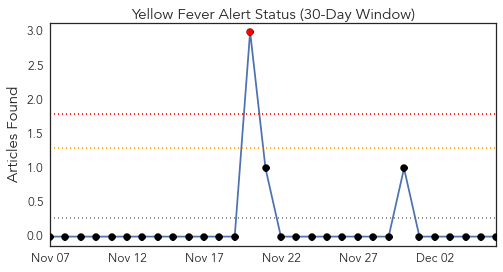 Yellow Fever Alert Status (30-Day Window)
Articles Found
3.0
2.5
2.0
1.5
1.0
0.5
0.0
Nov 07 Nov 12 Nov 17 Nov 22 Nov 27 Dec 02